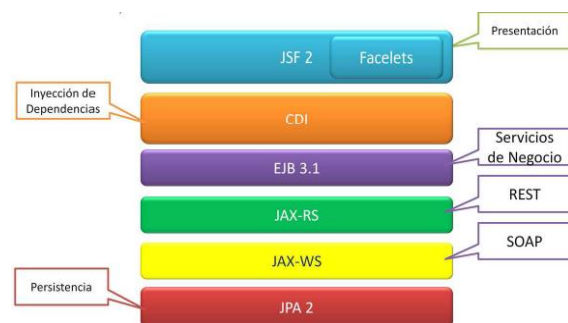 Presentación
JSF 2
Facelets
Inyección de
Dependencias
CDI
Servicios
de Negocio
EJB 3.1
REST
JAX-RS
SOAP
JAX-WS
Persistencia
JPA 2